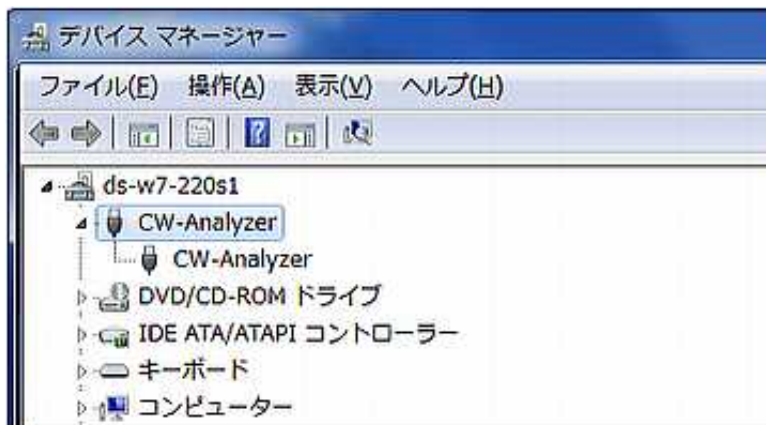 デバイス マネージャー
ファイル(F) 操作(A) 表示(V) ヘルプ(H)
ds-w7-220s1
CW-Analyzer
CW-Analyzer
DVD/CD-ROM ドライブ
IDE ATA/ATAPI コントローラー
キーボード
コンピューター